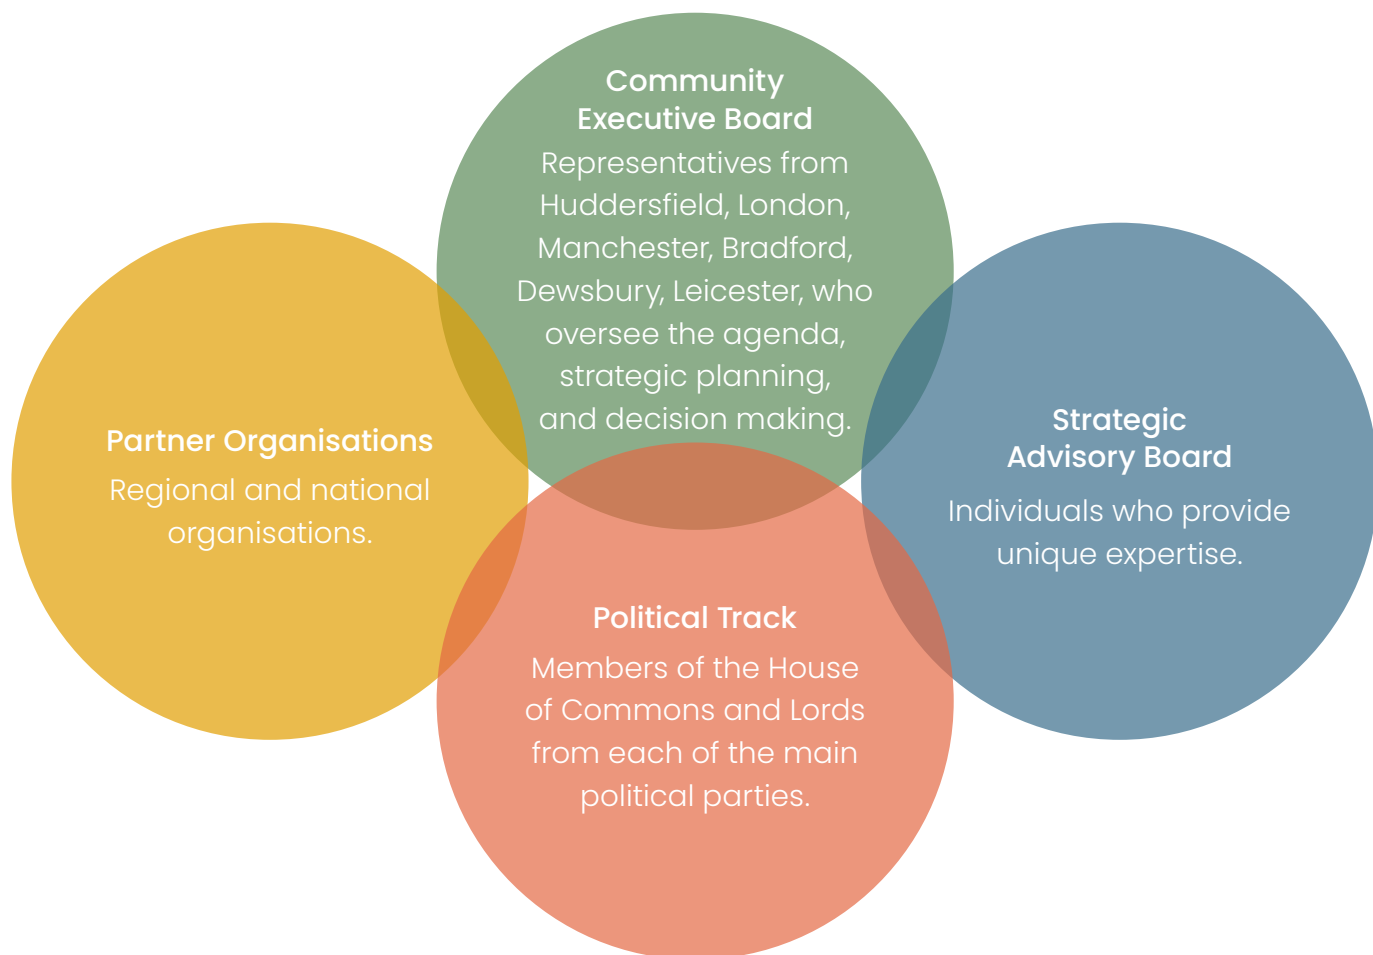 Community
Executive Board
Representatives from
Huddersfield, London,
Manchester, Bradford,
Dewsbury, Leicester, who
oversee the agenda,
strategic planning,
and decision making.
Partner Organisations
Regional and national
organisations.
Strategic
Advisory Board
Individuals who provide
unique expertise.
Political Track
Members of the House
of Commons and Lords
from each of the main
political parties.